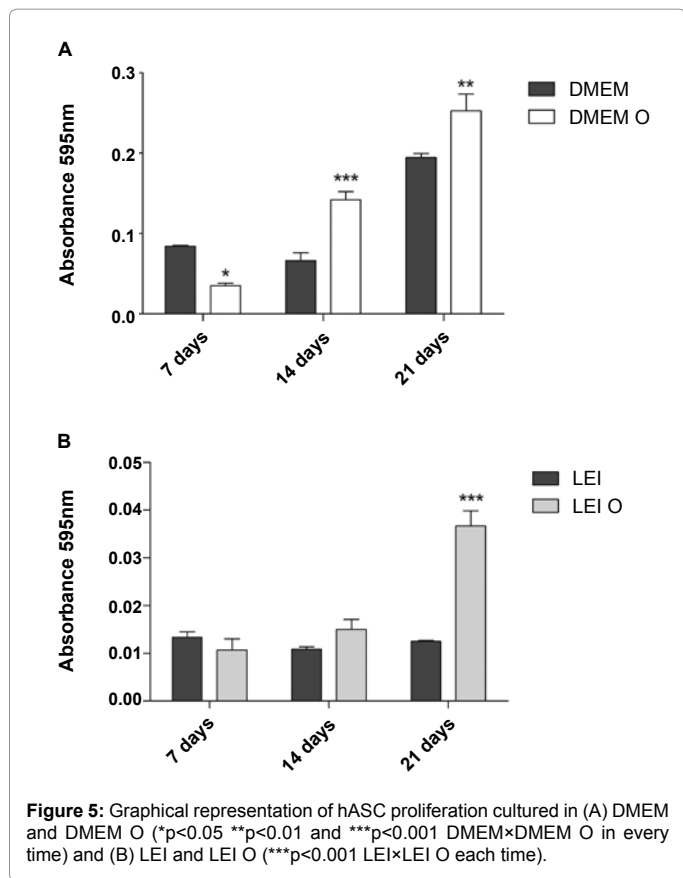 A
0.3
0.2
0.1
0.0
Absorbance 595nm
*
***
**
7 days
14 days
21 days
DMEM
DMEM O
B
0.05
0.04
0.03
0.01
0.01
0.00
Absorbance 595nm
***
7 days
14 days
21 days
LEI
LEI O
Figure 5: Graphical representation of hASC proliferation cultured in (A) DMEM
and DMEM O (*p<0.05 **p<0.01 and ***p<0.001 DMEM×DMEM O in every
time) and (B) LEI and LEI O (***p<0.001 LEI×LEI O each time).